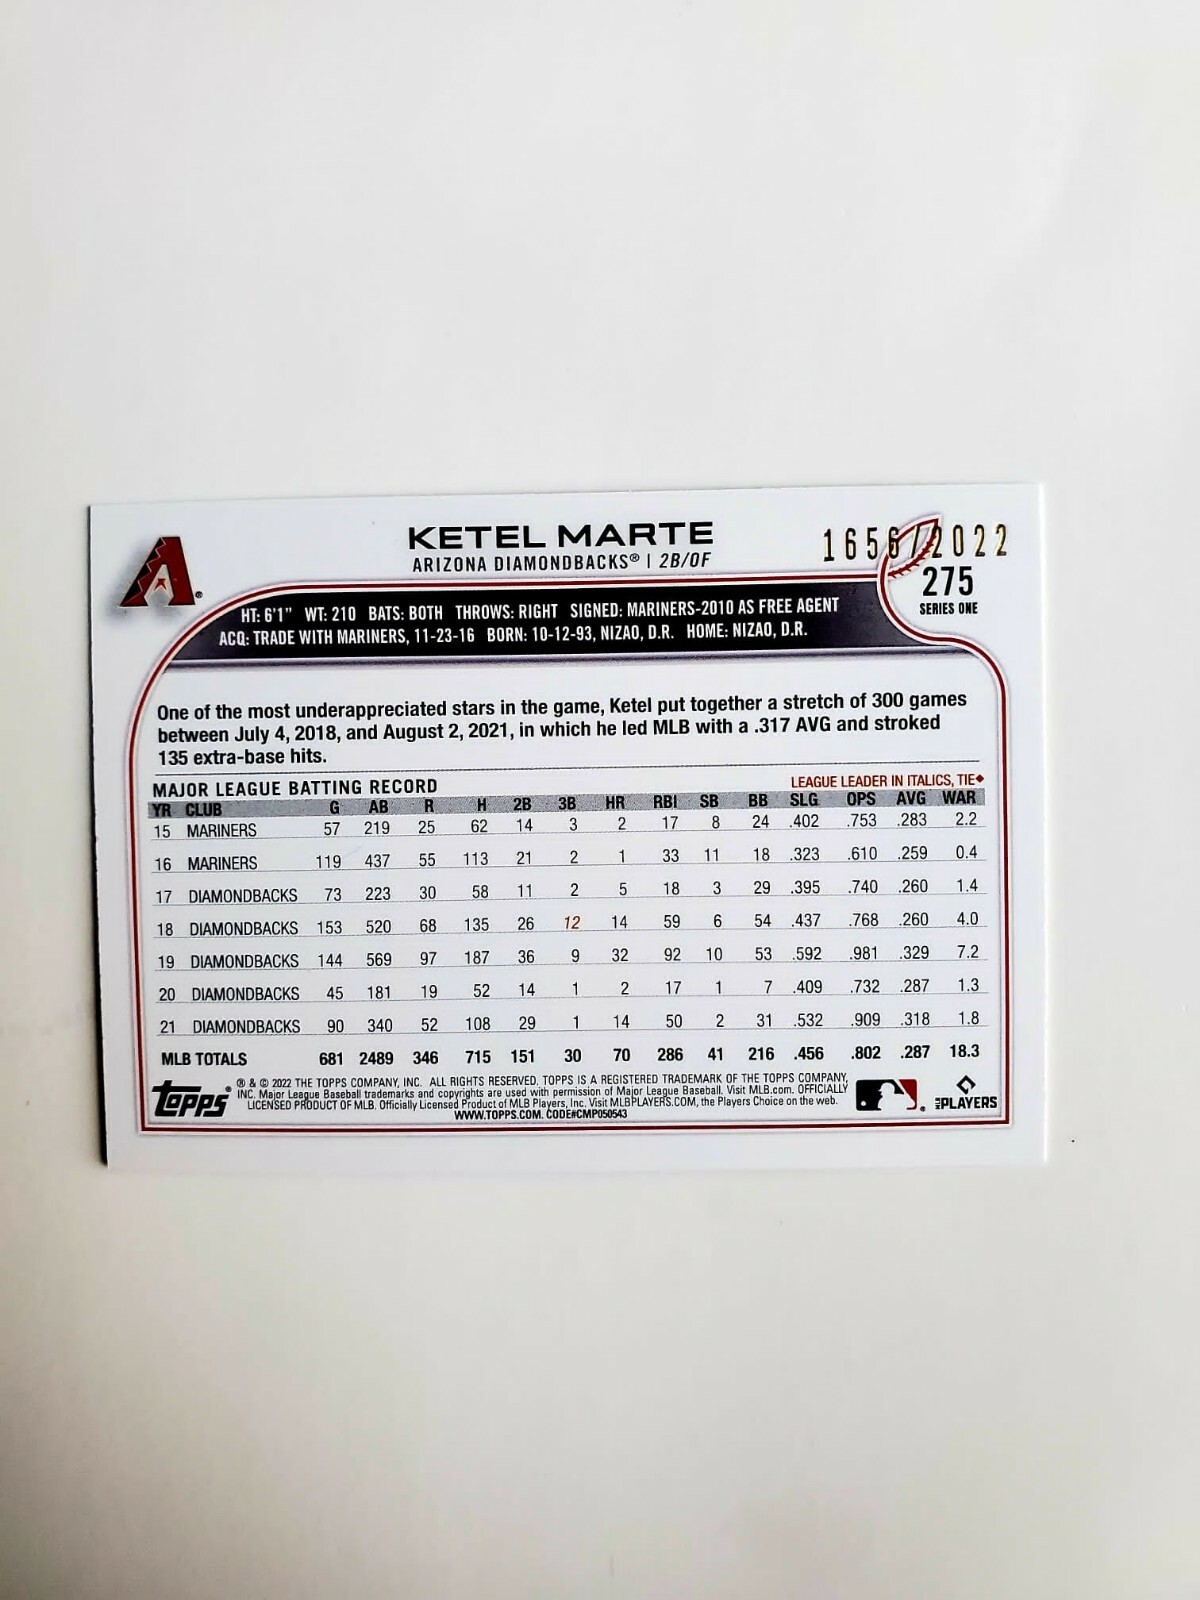 KETEL MARTE
ARIZONA DIAMONDBACKS® | 2B/OF
1656/2022
275
SERIES ONE
HT: 6'1" WT: 210 BATS: BOTH THROWS: RIGHT SIGNED: MARINERS-2010 AS FREE AGENT
ACQ: TRADE WITH MARINERS, 11-23-16 BORN: 10-12-93, NIZAO, D.R. HOME: NIZAO, D.R.
One of the most underappreciated stars in the game, Ketel put together a stretch of 300 games
between July 4, 2018, and August 2, 2021, in which he led MLB with a .317 AVG and stroked
135 extra-base hits.
MAJOR LEAGUE BATTING RECORD LEAGUE LEADER IN ITALICS, TIE♦
YR CLUB G AB R H 2B 3B HR RBI SB BB SLG OPS AVG WAR
15 MARINERS 57 219 25 62 14 3 2 17 8 24 .402 .753 .283 2.2
16 MARINERS 119 437 55 113 21 2 1 33 11 18 .323 .610 .259 0.4
17 DIAMONDBACKS 73 223 30 58 11 2 5 18 3 29 .395 .740 .260 1.4
18 DIAMONDBACKS 153 520 68 135 26 12 14 59 6 54 .437 .768 .260 4.0
19 DIAMONDBACKS 144 569 97 187 36 9 32 92 10 53 .592 .981 .329 7.2
20 DIAMONDBACKS 45 181 19 52 14 1 2 17 1 7 .409 .732 .287 1.3
21 DIAMONDBACKS 90 340 52 108 29 1 14 50 2 31 .532 .909 .318 1.8
MLB TOTALS 681 2489 346 715 151 30 70 286 41 216 .456 .802 .287 18.3
Topps®
® & © 2022 THE TOPPS COMPANY, INC. ALL RIGHTS RESERVED. TOPPS IS A REGISTERED TRADEMARK OF THE TOPPS COMPANY,
INC. Major League Baseball trademarks and copyrights are used with permission of Major League Baseball. Visit MLB.com. OFFICIALLY
LICENSED PRODUCT OF MLB. Officially Licensed Product of MLB Players, Inc. Visit MLBPLAYERS.COM, the Players Choice on the web.
WWW.TOPPS.COM. CODE#CMP050543
MLB PLAYERS